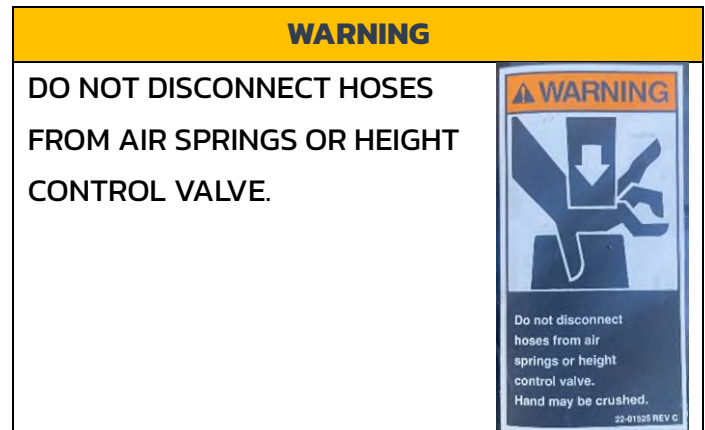 WARNING
DO NOT DISCONNECT HOSES
FROM AIR SPRINGS OR HEIGHT
CONTROL VALVE.
WARNING
Do not disconnect
hoses from air
springs or height
control valve.
Hand may be crushed.
22-01525 REV C